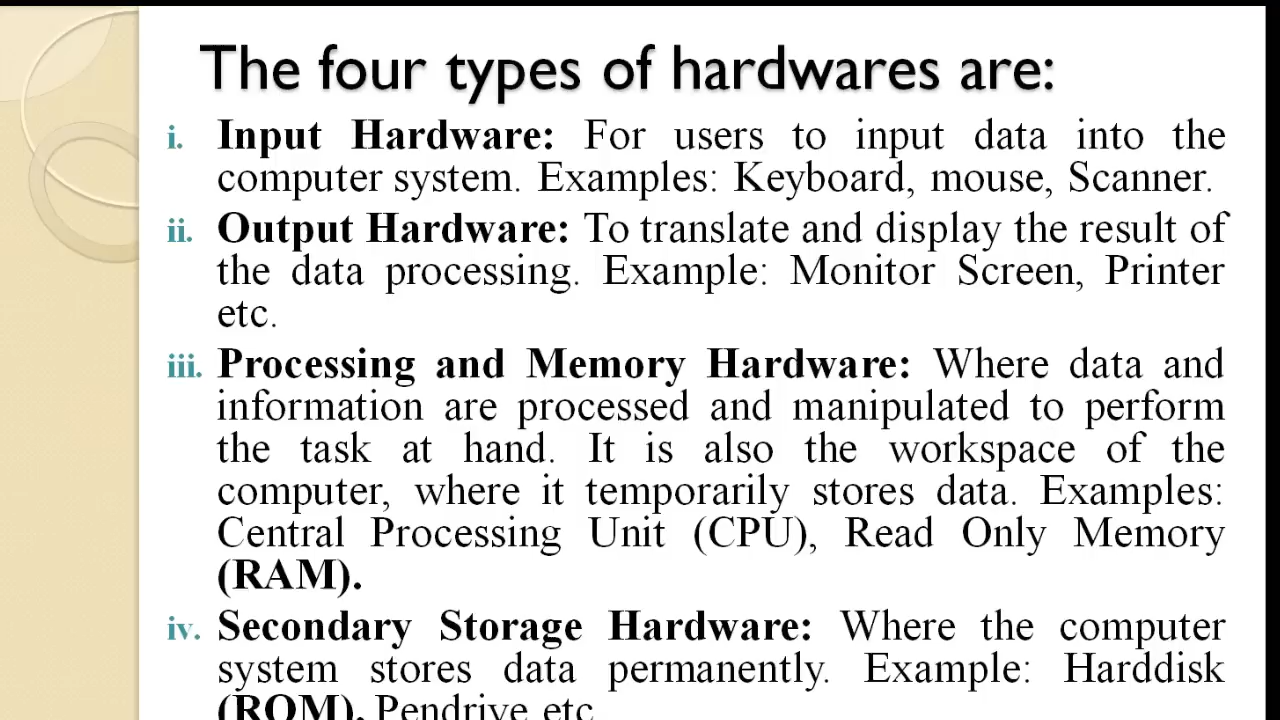 The four types of hardwares are:
i. Input Hardware: For users to input data into the
computer system. Examples: Keyboard, mouse, Scanner.
ii. Output Hardware: To translate and display the result of
the data processing. Example: Monitor Screen, Printer
etc.
iii. Processing and Memory Hardware: Where data and
information are processed and manipulated to perform
the task at hand. It is also the workspace of the
computer, where it temporarily stores data. Examples:
Central Processing Unit (CPU), Read Only Memory
(RAM).
iv. Secondary Storage Hardware: Where the computer
system stores data permanently. Example: Harddisk
(ROM). Pendrive etc